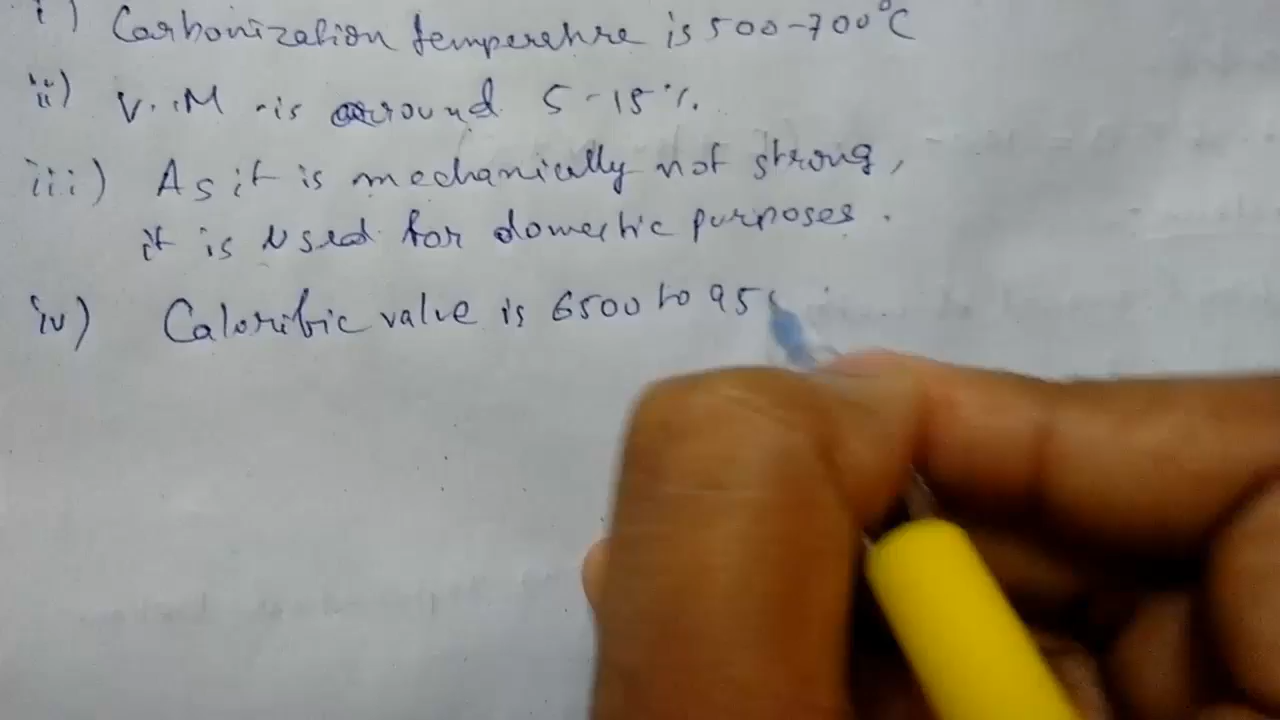 i) Carbonization temperature is 500-700°C
ii) V.M is around 5-15%.
iii) As it is mechanically not strong,
it is used for domestic purposes.
iv) Calorific value is 6500 to 95